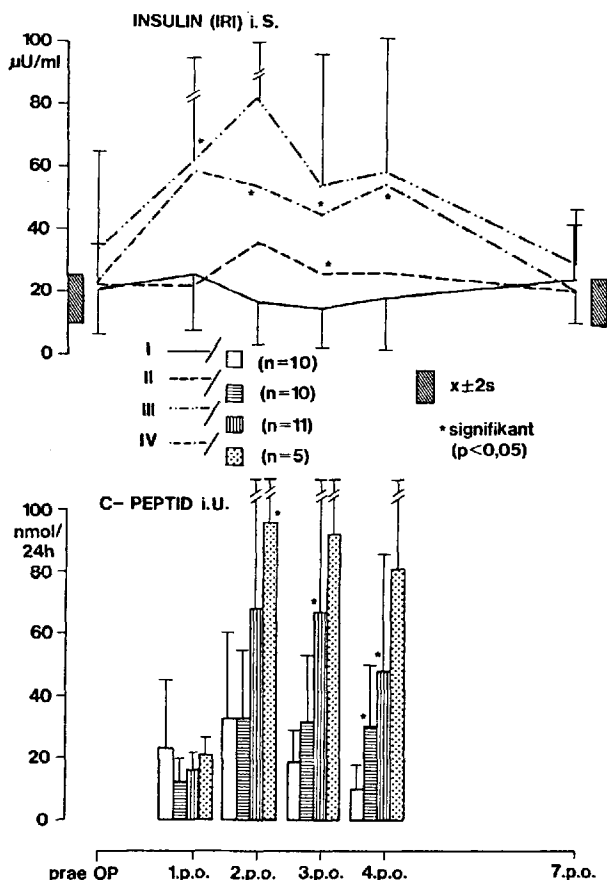 INSULIN (IRI) i. S.
100
µU/ml
80
60
40
20
0
*
*
*
*
*
I
II
III
IV
(n=10)
(n=10)
(n=11)
(n=5)
x±2s
* signifikant
(p<0,05)
C- PEPTID i.U.
100
nmol/
24h
80
60
40
20
0
*
*
*
*
prae OP 1.p.o. 2.p.o. 3.p.o. 4.p.o. 7.p.o.